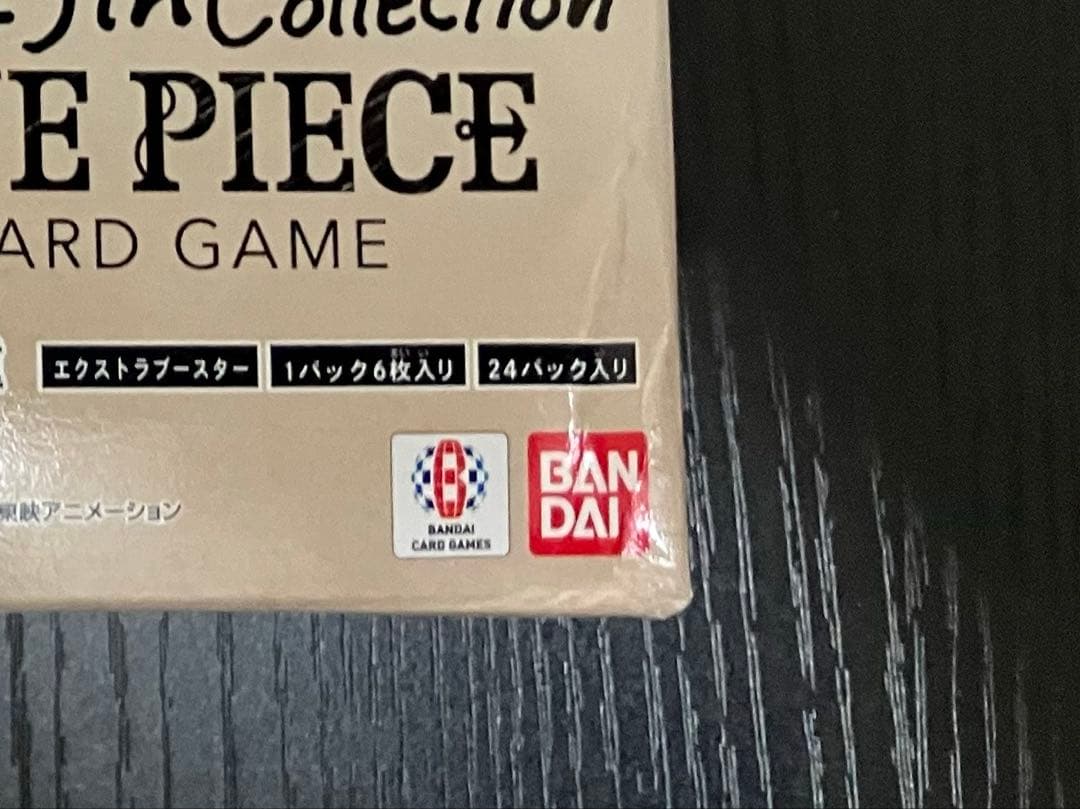 Collection
PIECE
CARD GAME
エクストラブースター 1パック6枚入り 24パック入り
BANDAI
CARD GAMES
BAN
DAI
東映アニメーション